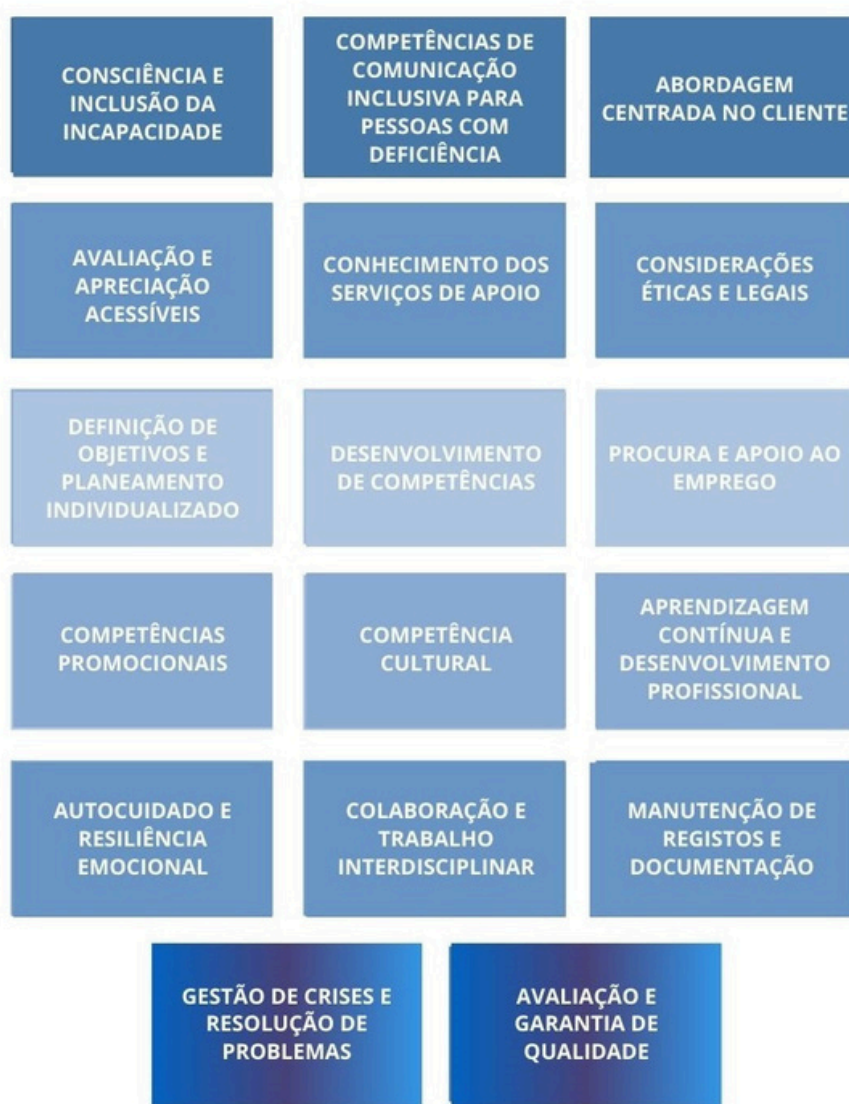 CONSCIÊNCIA E
INCLUSÃO DA
INCAPACIDADE
COMPETÊNCIAS DE
COMUNICAÇÃO
INCLUSIVA PARA
PESSOAS COM
DEFICIÊNCIA
ABORDAGEM
CENTRADA NO CLIENTE
AVALIAÇÃO E
APRECIAÇÃO
ACESSÍVEIS
CONHECIMENTO DOS
SERVIÇOS DE APOIO
CONSIDERAÇÕES
ÉTICAS E LEGAIS
DEFINIÇÃO DE
OBJETIVOS E
PLANEAMENTO
INDIVIDUALIZADO
DESENVOLVIMENTO
DE COMPETÊNCIAS
PROCURA E APOIO AO
EMPREGO
COMPETÊNCIAS
PROMOCIONAIS
COMPETÊNCIA
CULTURAL
APRENDIZAGEM
CONTÍNUA E
DESENVOLVIMENTO
PROFISSIONAL
AUTOCUIDADO E
RESILIÊNCIA
EMOCIONAL
COLABORAÇÃO E
TRABALHO
INTERDISCIPLINAR
MANUTENÇÃO DE
REGISTOS E
DOCUMENTAÇÃO
GESTÃO DE CRISES E
RESOLUÇÃO DE
PROBLEMAS
AVALIAÇÃO E
GARANTIA DE
QUALIDADE